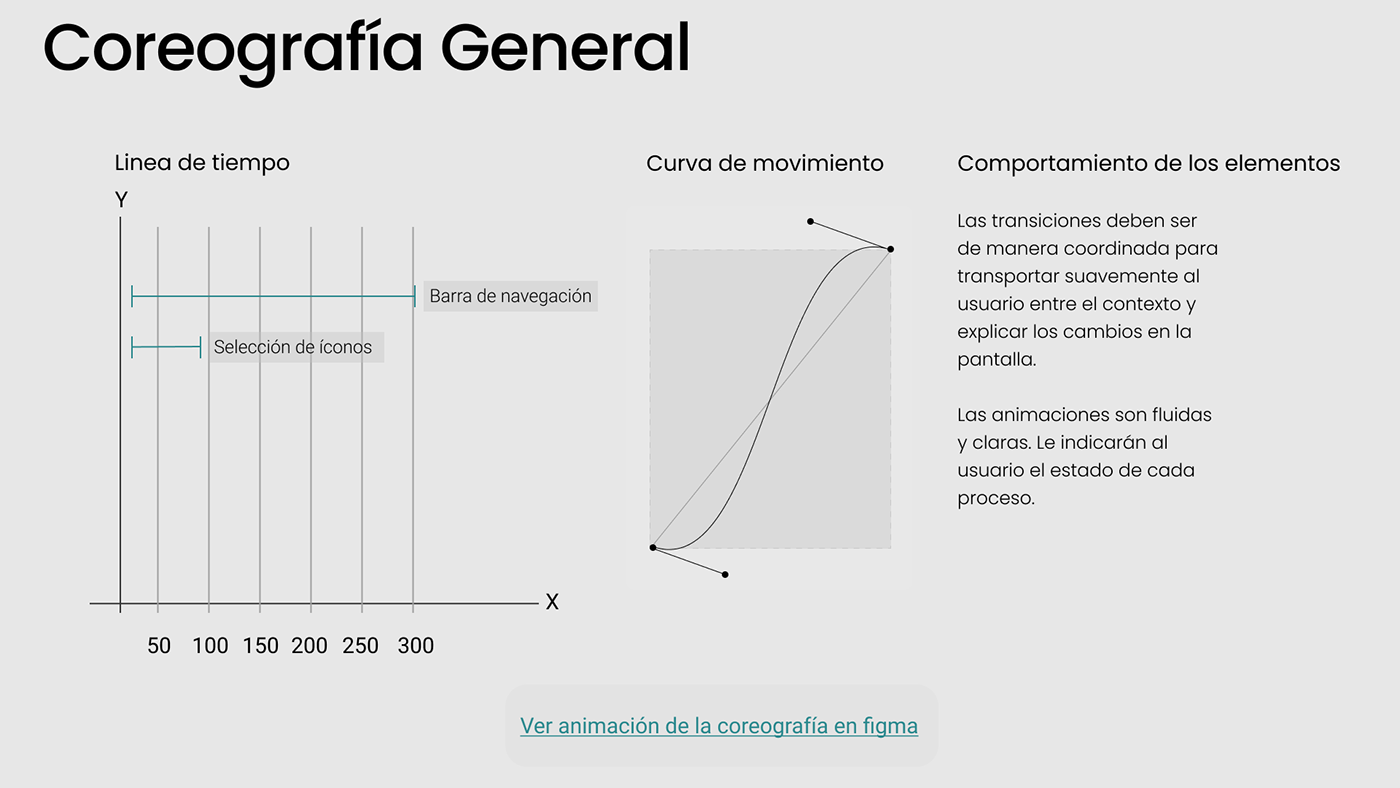 Coreografía General
Linea de tiempo
Y
Barra de navegación
Selección de íconos
X
50 100 150 200 250 300
Curva de movimiento
Comportamiento de los elementos
Las transiciones deben ser
de manera coordinada para
transportar suavemente al
usuario entre el contexto y
explicar los cambios en la
pantalla.
Las animaciones son fluidas
y claras. Le indicarán al
usuario el estado de cada
proceso.
Ver animación de la coreografía en figma